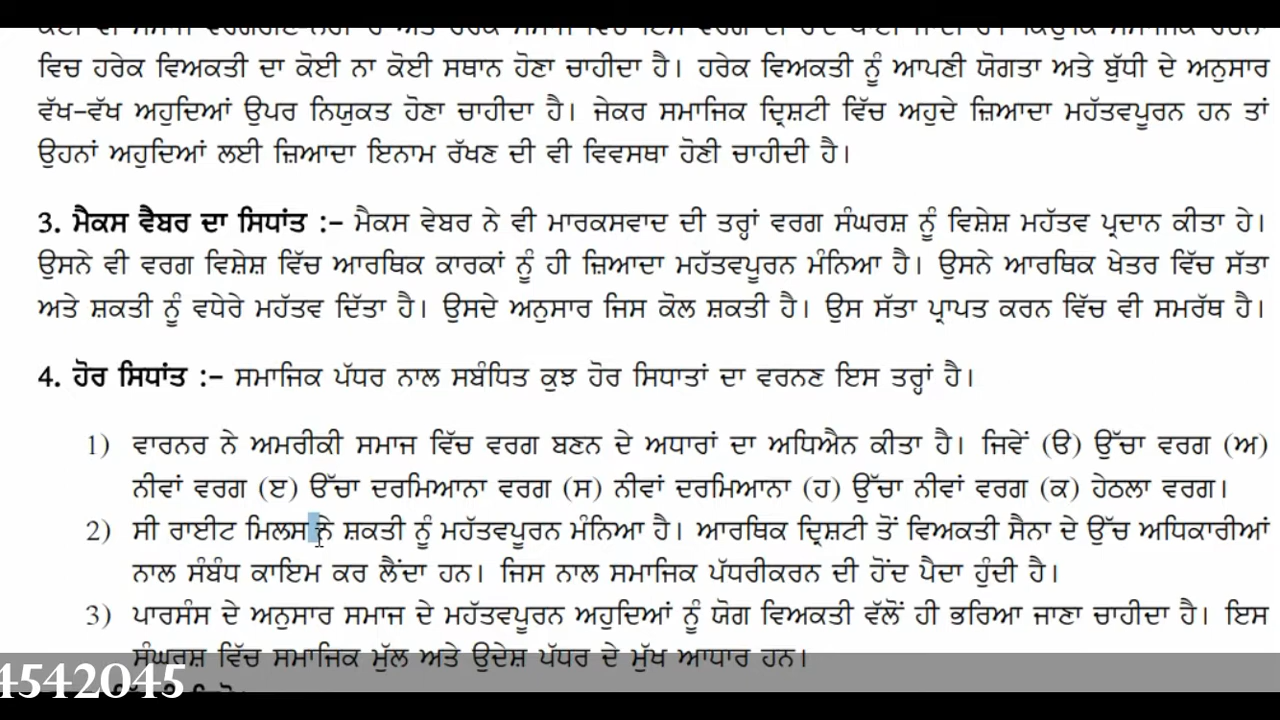 ਵਿਚ ਹਰੇਕ ਵਿਅਕਤੀ ਦਾ ਕੋਈ ਨਾ ਕੋਈ ਸਥਾਨ ਹੋਣਾ ਚਾਹੀਦਾ ਹੈ। ਹਰੇਕ ਵਿਅਕਤੀ ਨੂੰ ਆਪਣੀ ਯੋਗਤਾ ਅਤੇ ਬੁੱਧੀ ਦੇ ਅਨੁਸਾਰ
ਵੱਖ-ਵੱਖ ਅਹੁਦਿਆਂ ਉਪਰ ਨਿਯੁਕਤ ਹੋਣਾ ਚਾਹੀਦਾ ਹੈ। ਜੇਕਰ ਸਮਾਜਿਕ ਦ੍ਰਿਸ਼ਟੀ ਵਿੱਚ ਅਹੁਦੇ ਜ਼ਿਆਦਾ ਮਹੱਤਵਪੂਰਨ ਹਨ ਤਾਂ
ਉਹਨਾਂ ਅਹੁਦਿਆਂ ਲਈ ਜ਼ਿਆਦਾ ਇਨਾਮ ਰੱਖਣ ਦੀ ਵੀ ਵਿਵਸਥਾ ਹੋਣੀ ਚਾਹੀਦੀ ਹੈ।
3. ਮੈਕਸ ਵੈਬਰ ਦਾ ਸਿਧਾਂਤ :- ਮੈਕਸ ਵੇਬਰ ਨੇ ਵੀ ਮਾਰਕਸਵਾਦ ਦੀ ਤਰ੍ਹਾਂ ਵਰਗ ਸੰਘਰਸ਼ ਨੂੰ ਵਿਸ਼ੇਸ਼ ਮਹੱਤਵ ਪ੍ਰਦਾਨ ਕੀਤਾ ਹੇ।
ਉਸਨੇ ਵੀ ਵਰਗ ਵਿਸ਼ੇਸ਼ ਵਿੱਚ ਆਰਥਿਕ ਕਾਰਕਾਂ ਨੂੰ ਹੀ ਜ਼ਿਆਦਾ ਮਹੱਤਵਪੂਰਨ ਮੰਨਿਆ ਹੈ। ਉਸਨੇ ਆਰਥਿਕ ਖੇਤਰ ਵਿੱਚ ਸੱਤਾ
ਅਤੇ ਸ਼ਕਤੀ ਨੂੰ ਵਧੇਰੇ ਮਹੱਤਵ ਦਿੱਤਾ ਹੈ। ਉਸਦੇ ਅਨੁਸਾਰ ਜਿਸ ਕੋਲ ਸ਼ਕਤੀ ਹੈ। ਉਸ ਸੱਤਾ ਪ੍ਰਾਪਤ ਕਰਨ ਵਿੱਚ ਵੀ ਸਮਰੱਥ ਹੈ।
4. ਹੋਰ ਸਿਧਾਂਤ :- ਸਮਾਜਿਕ ਪੱਧਰ ਨਾਲ ਸਬੰਧਿਤ ਕੁਝ ਹੋਰ ਸਿਧਾਤਾਂ ਦਾ ਵਰਨਣ ਇਸ ਤਰ੍ਹਾਂ ਹੈ।
1) ਵਾਰਨਰ ਨੇ ਅਮਰੀਕੀ ਸਮਾਜ ਵਿੱਚ ਵਰਗ ਬਣਨ ਦੇ ਅਧਾਰਾਂ ਦਾ ਅਧਿਐਨ ਕੀਤਾ ਹੈ। ਜਿਵੇਂ (ੳ) ਉੱਚਾ ਵਰਗ (ਅ)
ਨੀਵਾਂ ਵਰਗ (ੲ) ਉੱਚਾ ਦਰਮਿਆਨਾ ਵਰਗ (ਸ) ਨੀਵਾਂ ਦਰਮਿਆਨਾ (ਹ) ਉੱਚਾ ਨੀਵਾਂ ਵਰਗ (ਕ) ਹੇਠਲਾ ਵਰਗ।
2) ਸੀ ਰਾਈਟ ਮਿਲਸ ਨੇ ਸ਼ਕਤੀ ਨੂੰ ਮਹੱਤਵਪੂਰਨ ਮੰਨਿਆ ਹੈ। ਆਰਥਿਕ ਦ੍ਰਿਸ਼ਟੀ ਤੋਂ ਵਿਅਕਤੀ ਸੈਨਾ ਦੇ ਉੱਚ ਅਧਿਕਾਰੀਆਂ
ਨਾਲ ਸੰਬੰਧ ਕਾਇਮ ਕਰ ਲੈਂਦਾ ਹਨ। ਜਿਸ ਨਾਲ ਸਮਾਜਿਕ ਪੱਧਰੀਕਰਨ ਦੀ ਹੋਂਦ ਪੈਦਾ ਹੁੰਦੀ ਹੈ।
3) ਪਾਰਸੰਸ ਦੇ ਅਨੁਸਾਰ ਸਮਾਜ ਦੇ ਮਹੱਤਵਪੂਰਨ ਅਹੁਦਿਆਂ ਨੂੰ ਯੋਗ ਵਿਅਕਤੀ ਵੱਲੋਂ ਹੀ ਭਰਿਆ ਜਾਣਾ ਚਾਹੀਦਾ ਹੈ। ਇਸ
ਸੰਘਰਸ਼ ਵਿੱਚ ਸਮਾਜਿਕ ਮੁੱਲ ਅਤੇ ਉਦੇਸ਼ ਪੱਧਰ ਦੇ ਮੁੱਖ ਆਧਾਰ ਹਨ।
4542045